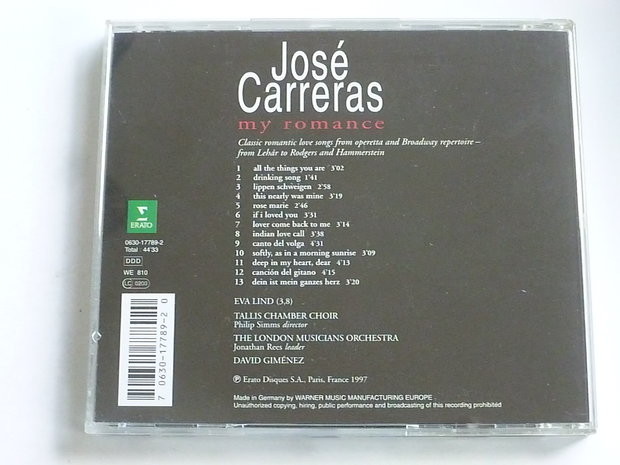 José
Carreras
my romance
Classic romantic love songs from operetta and Broadway repertoire –
from Lehár to Rodgers and Hammerstein
1 all the things you are 3'02
2 drinking song 1'41
3 lippen schweigen 2'58
4 this nearly was mine 3'19
5 rose marie 2'46
6 if i loved you 3'31
7 lover come back to me 3'14
8 indian love call 3'38
9 canto del volga 4'31
10 softly, as in a morning sunrise 3'09
11 deep in my heart, dear 4'13
12 canción del gitano 4'15
13 dein ist mein ganzes herz 3'20
ERATO
0630-17789-2
Total : 44'33
DDD
WE 810
LC 0200
7 0630-17789-2 0
EVA LIND (3,8)
TALLIS CHAMBER CHOIR
Philip Simms director
THE LONDON MUSICIANS ORCHESTRA
Jonathan Rees leader
DAVID GIMÉNEZ
℗ Erato Disques S.A., Paris, France 1997
Made in Germany by WARNER MUSIC MANUFACTURING EUROPE
Unauthorized copying, hiring, public performance and broadcasting of this recording prohibited